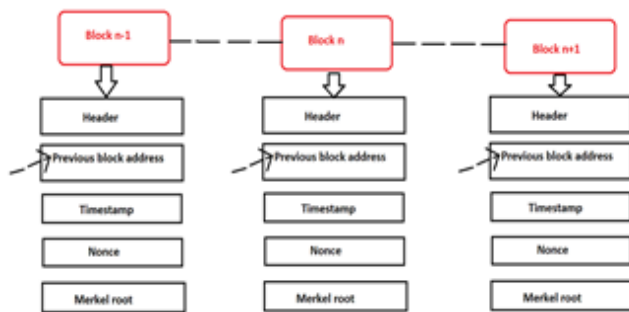 Block n-1
Block n
Block n+1
Header
Header
Header
Previous block address
Previous block address
Previous block address
Timestamp
Timestamp
Timestamp
Nonce
Nonce
Nonce
Merkel root
Merkel root
Merkel root